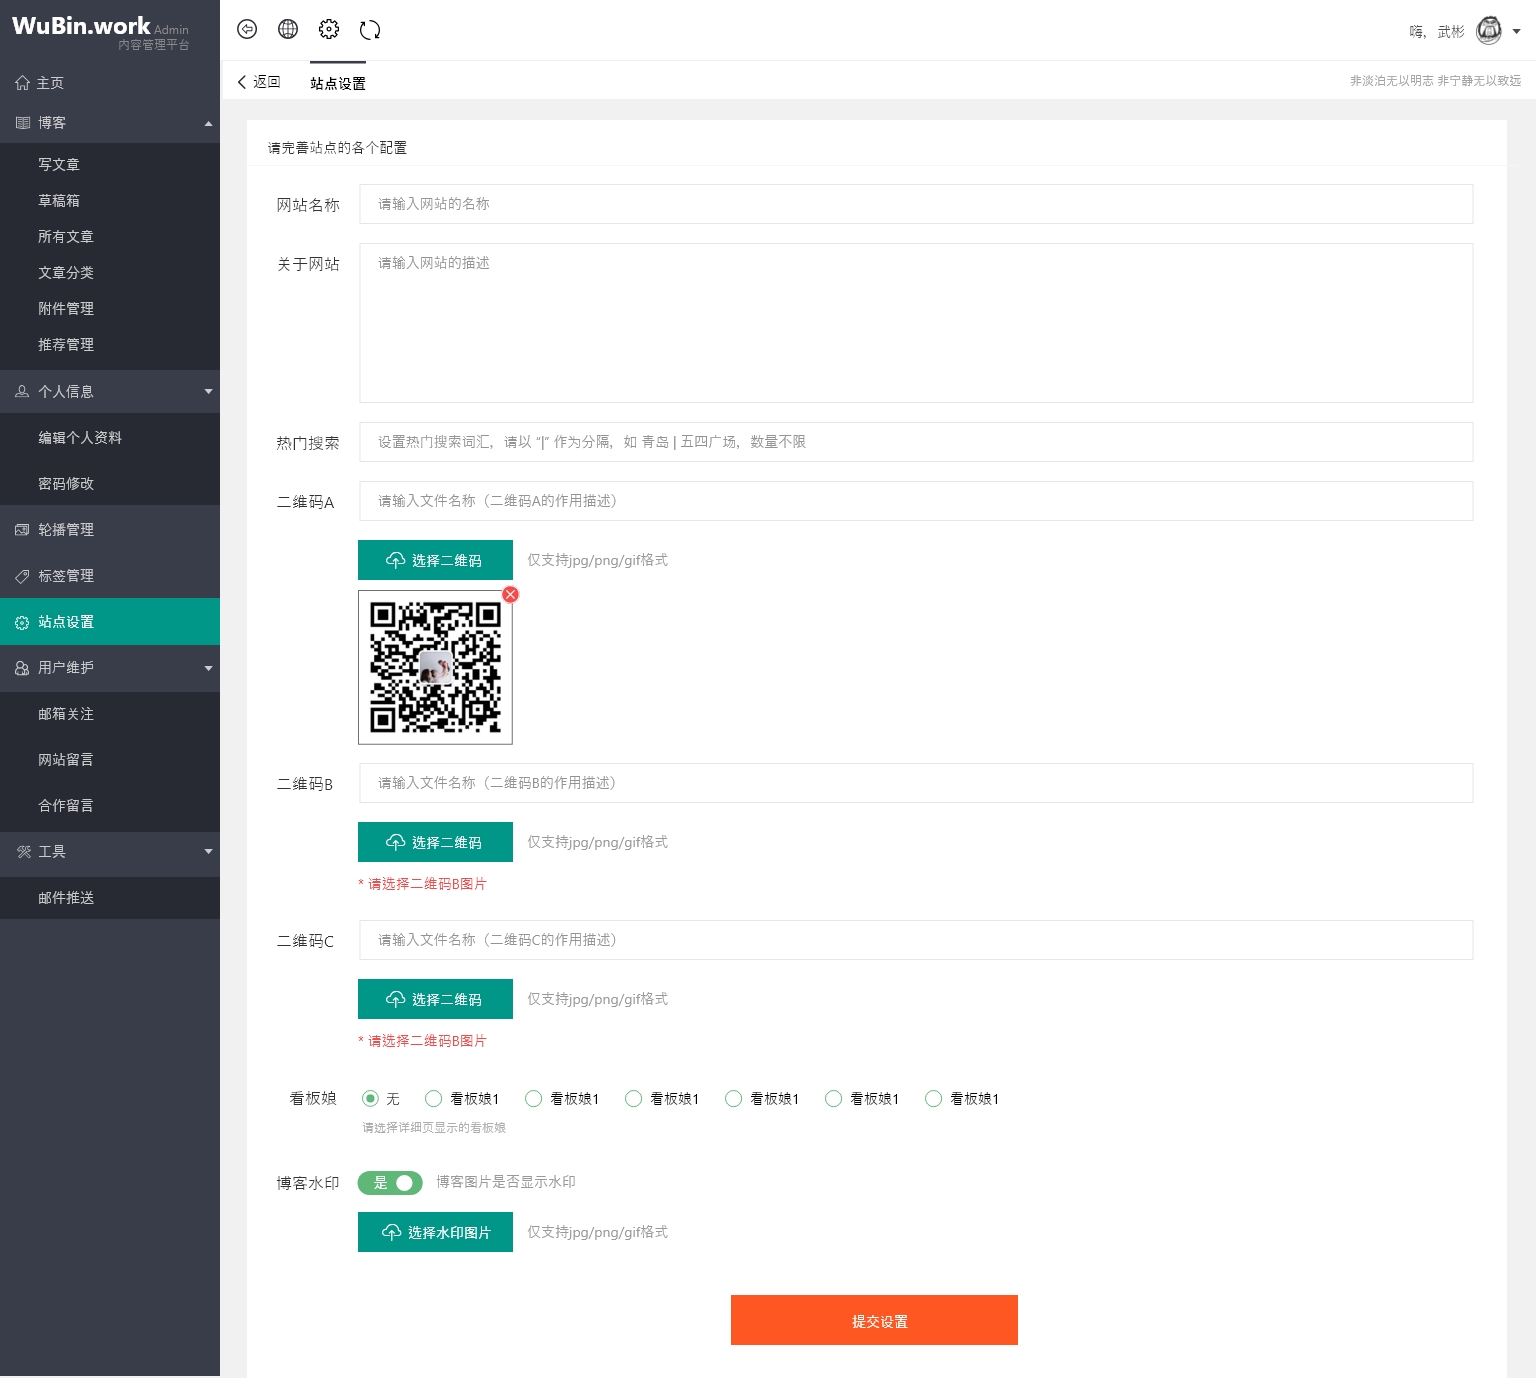 WuBin.work Admin
内容管理平台
嗨，武彬
主页
返回
站点设置
非淡泊无以明志 非宁静无以致远
博客
写文章
草稿箱
所有文章
文章分类
附件管理
推荐管理
个人信息
编辑个人资料
密码修改
轮播管理
标签管理
站点设置
用户维护
邮箱关注
网站留言
合作留言
工具
邮件推送
请完善站点的各个配置
网站名称 请输入网站的名称
关于网站 请输入网站的描述
热门搜索 设置热门搜索词汇，请以 “|” 作为分隔，如 青岛 | 五四广场，数量不限
二维码A 请输入文件名称（二维码A的作用描述）
选择二维码 仅支持jpg/png/gif格式
二维码B 请输入文件名称（二维码B的作用描述）
选择二维码 仅支持jpg/png/gif格式
* 请选择二维码B图片
二维码C 请输入文件名称（二维码C的作用描述）
选择二维码 仅支持jpg/png/gif格式
* 请选择二维码B图片
看板娘 无 看板娘1 看板娘1 看板娘1 看板娘1 看板娘1 看板娘1
请选择详细页显示的看板娘
博客水印 是 博客图片是否显示水印
选择水印图片 仅支持jpg/png/gif格式
提交设置